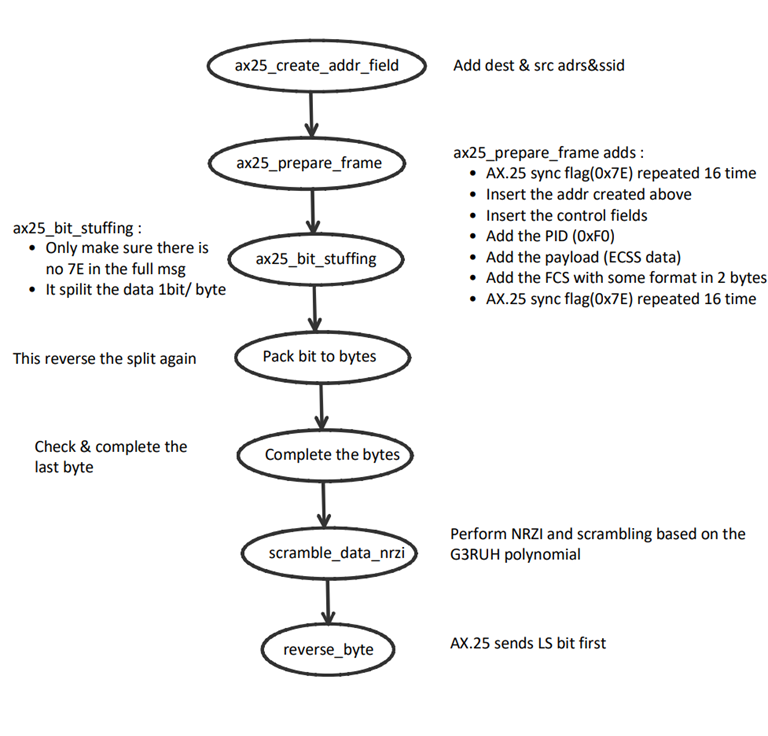 ax25_create_addr_field
Add dest & src adrs&ssid
ax25_prepare_frame
ax25_prepare_frame adds :
• AX.25 sync flag(0x7E) repeated 16 time
• Insert the addr created above
• Insert the control fields
• Add the PID (0xF0)
• Add the payload (ECSS data)
• Add the FCS with some format in 2 bytes
• AX.25 sync flag(0x7E) repeated 16 time
ax25_bit_stuffing :
• Only make sure there is
no 7E in the full msg
• It spilit the data 1bit/ byte
ax25_bit_stuffing
This reverse the split again
Pack bit to bytes
Check & complete the
last byte
Complete the bytes
scramble_data_nrzi
Perform NRZI and scrambling based on the
G3RUH polynomial
reverse_byte
AX.25 sends LS bit first